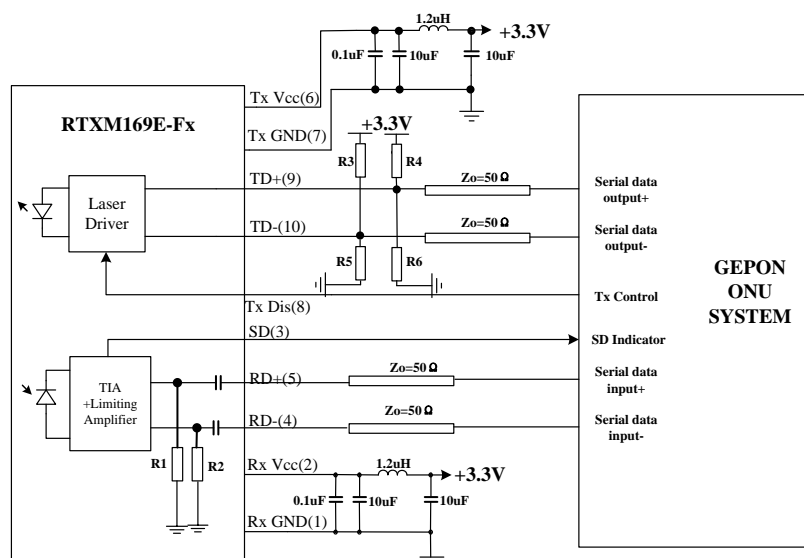 1.2uH
+3.3V
0.1uF
10uF
10uF
RTXM169E-Fx
Tx Vcc(6)
Tx GND(7)
+3.3V
R3
R4
TD+(9)
Zo=50Ω
Serial data
output+
Laser
Driver
TD-(10)
Zo=50Ω
Serial data
output-
R5
R6
GEPON
ONU
SYSTEM
Tx Dis(8)
Tx Control
SD(3)
SD Indicator
TIA
+Limiting
Amplifier
RD+(5)
Zo=50Ω
Serial data
input+
RD-(4)
Zo=50Ω
Serial data
input-
R1
R2
Rx Vcc(2)
1.2uH
+3.3V
0.1uF
10uF
10uF
Rx GND(1)